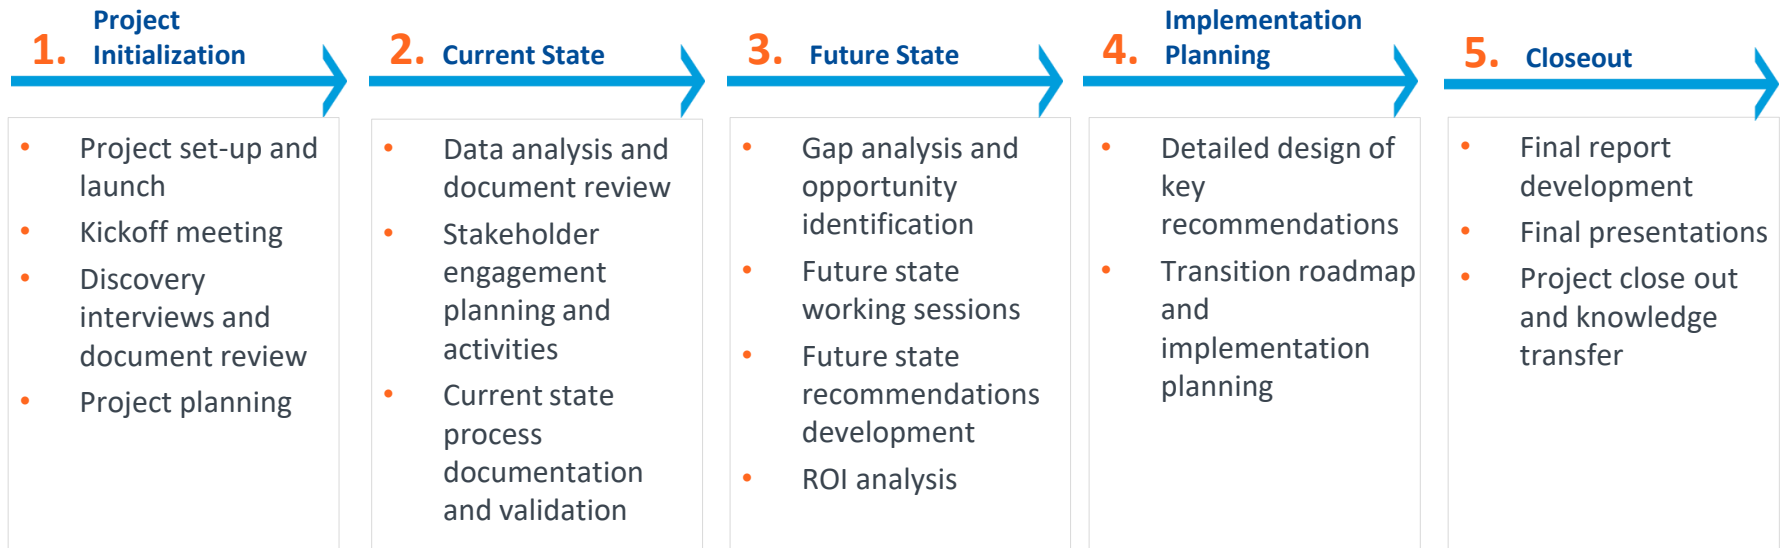 1. Project
Initialization
• Project set-up and
launch
• Kickoff meeting
• Discovery
interviews and
document review
• Project planning
2. Current State
• Data analysis and
document review
• Stakeholder
engagement
planning and
activities
• Current state
process
documentation
and validation
3. Future State
• Gap analysis and
opportunity
identification
• Future state
working sessions
• Future state
recommendations
development
• ROI analysis
4. Implementation
Planning
• Detailed design of
key
recommendations
• Transition roadmap
and
implementation
planning
5. Closeout
• Final report
development
• Final presentations
• Project close out
and knowledge
transfer